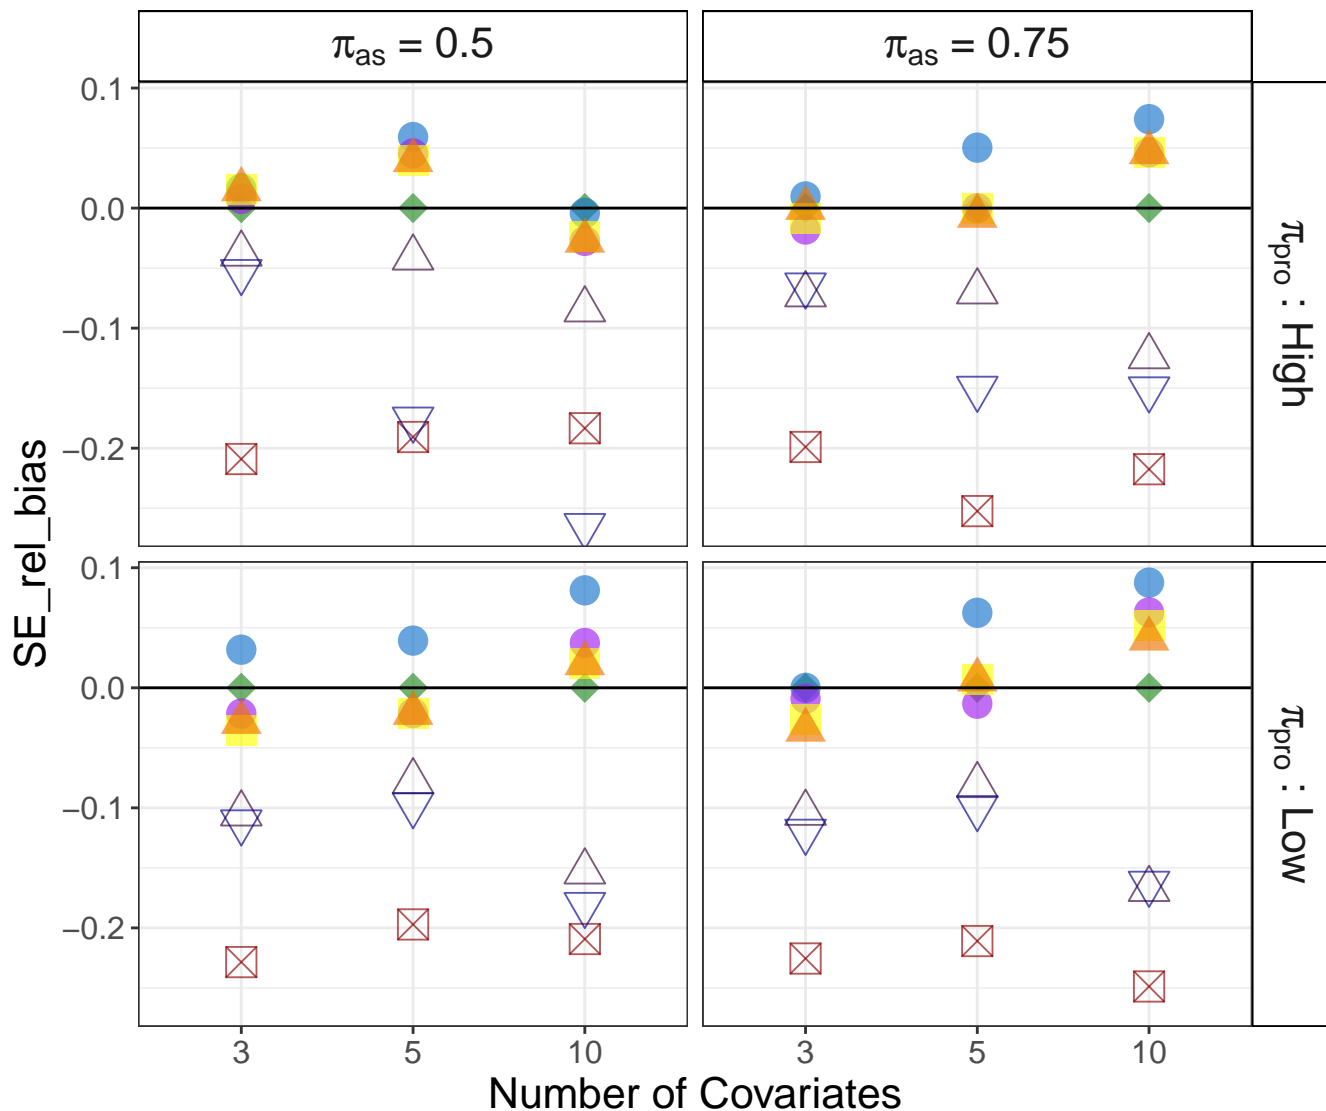 π_as = 0.5
π_as = 0.75
0.1
0.0
−0.1
−0.2
π_pro : High
0.1
0.0
−0.1
−0.2
π_pro : Low
SE_rel_bias
3 5 10
3 5 10
Number of Covariates